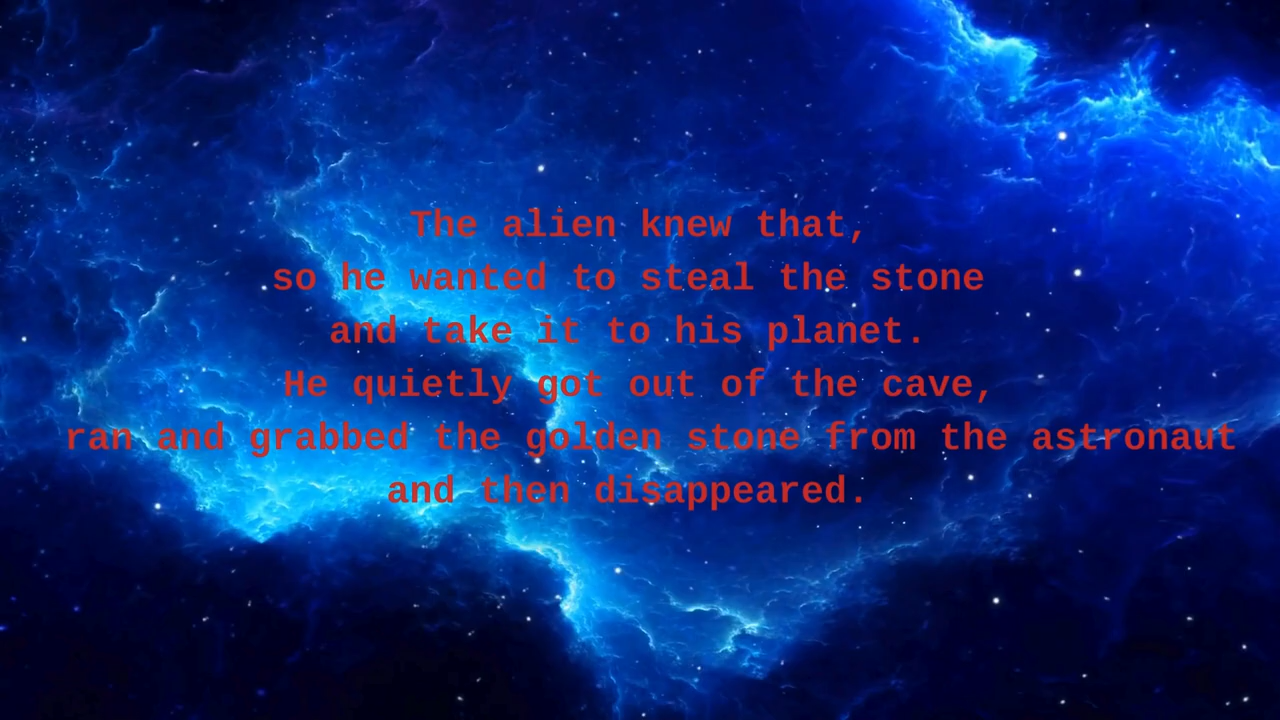 The alien knew that,
so he wanted to steal the stone
and take it to his planet.
He quietly got out of the cave,
ran and grabbed the golden stone from the astronaut
and then disappeared.